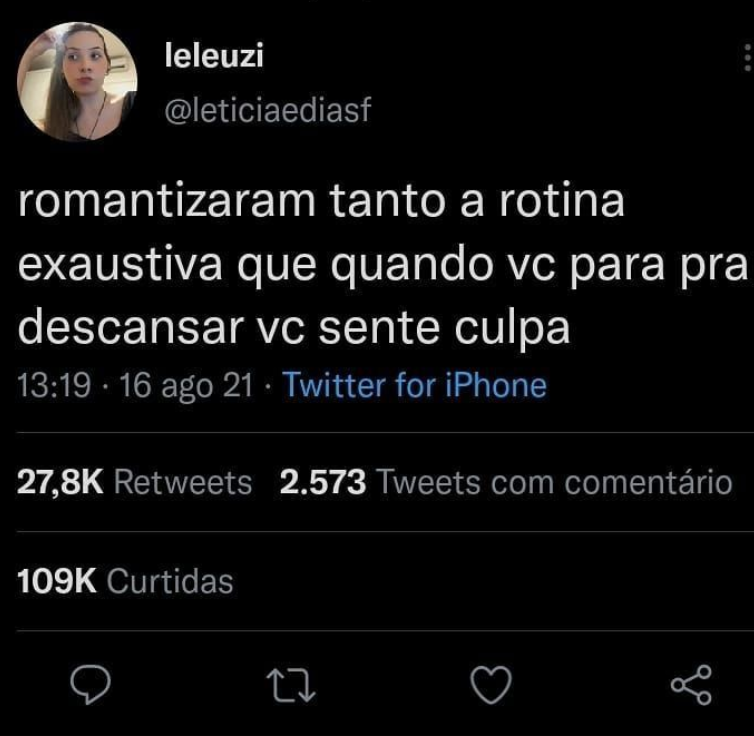 leleuzi
@leticiaediasf
romantizaram tanto a rotina
exaustiva que quando vc para pra
descansar vc sente culpa
13:19 · 16 ago 21 · Twitter for iPhone
27,8K Retweets 2.573 Tweets com comentário
109K Curtidas